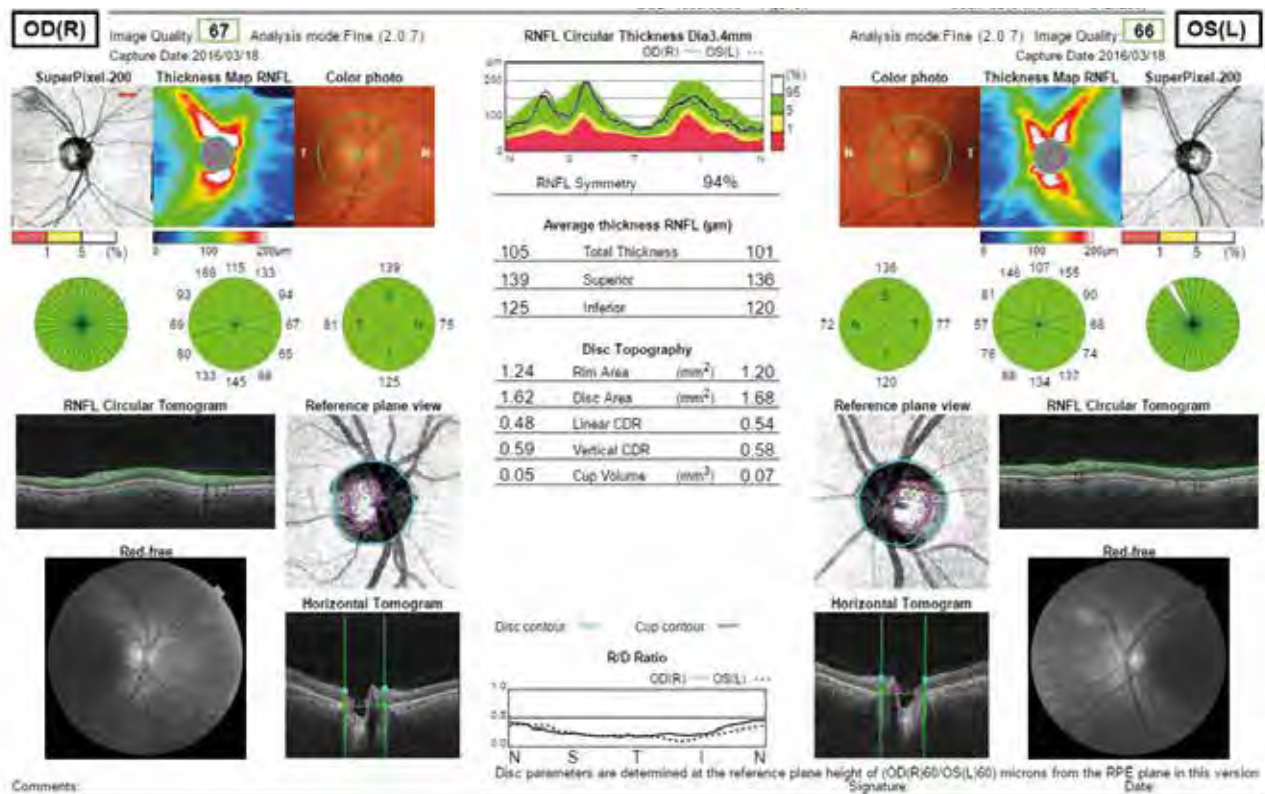 OD(R)
Image Quality: 67 Analysis mode:Fine (2.0.7)
Capture Date:2016/03/18
SuperPixel-200
Thickness Map RNFL
Color photo
T
N
1 5 (%)
0 100 200μm
RNFL Circular Thickness Dia3.4mm
OD(R) OS(L)
μm
100
N S T I N
(%)
95
5
1
RNFL Symmetry 94%
Average thickness RNFL (μm)
105 Total Thickness 101
139 Superior 136
125 Inferior 120
Disc Topography
1.24 Rim Area (mm²) 1.20
1.62 Disc Area (mm²) 1.68
0.48 Linear CDR 0.54
0.59 Vertical CDR 0.58
0.05 Cup Volume (mm³) 0.07
Analysis mode:Fine (2.0.7) Image Quality: 66
OS(L)
Capture Date:2016/03/18
Color photo
Thickness Map RNFL
SuperPixel-200
N
T
0 100 200μm
1 5 (%)
115
133
94
67
65
133
145
93
80
139
81 T N 75
S
125
136
72 N T 77
120
107
146
155
81
90
57
68
74
134
RNFL Circular Tomogram
Reference plane view
Red-free
Horizontal Tomogram
Disc contour
Cup contour
R/D Ratio
OD(R) OS(L)
1.0
0.5
0.0
N S T I N
Reference plane view
RNFL Circular Tomogram
Horizontal Tomogram
Red-free
Disc parameters are determined at the reference plane height of (OD(R)60/OS(L)60) microns from the RPE plane in this version
Comments:
Signature:
Date: